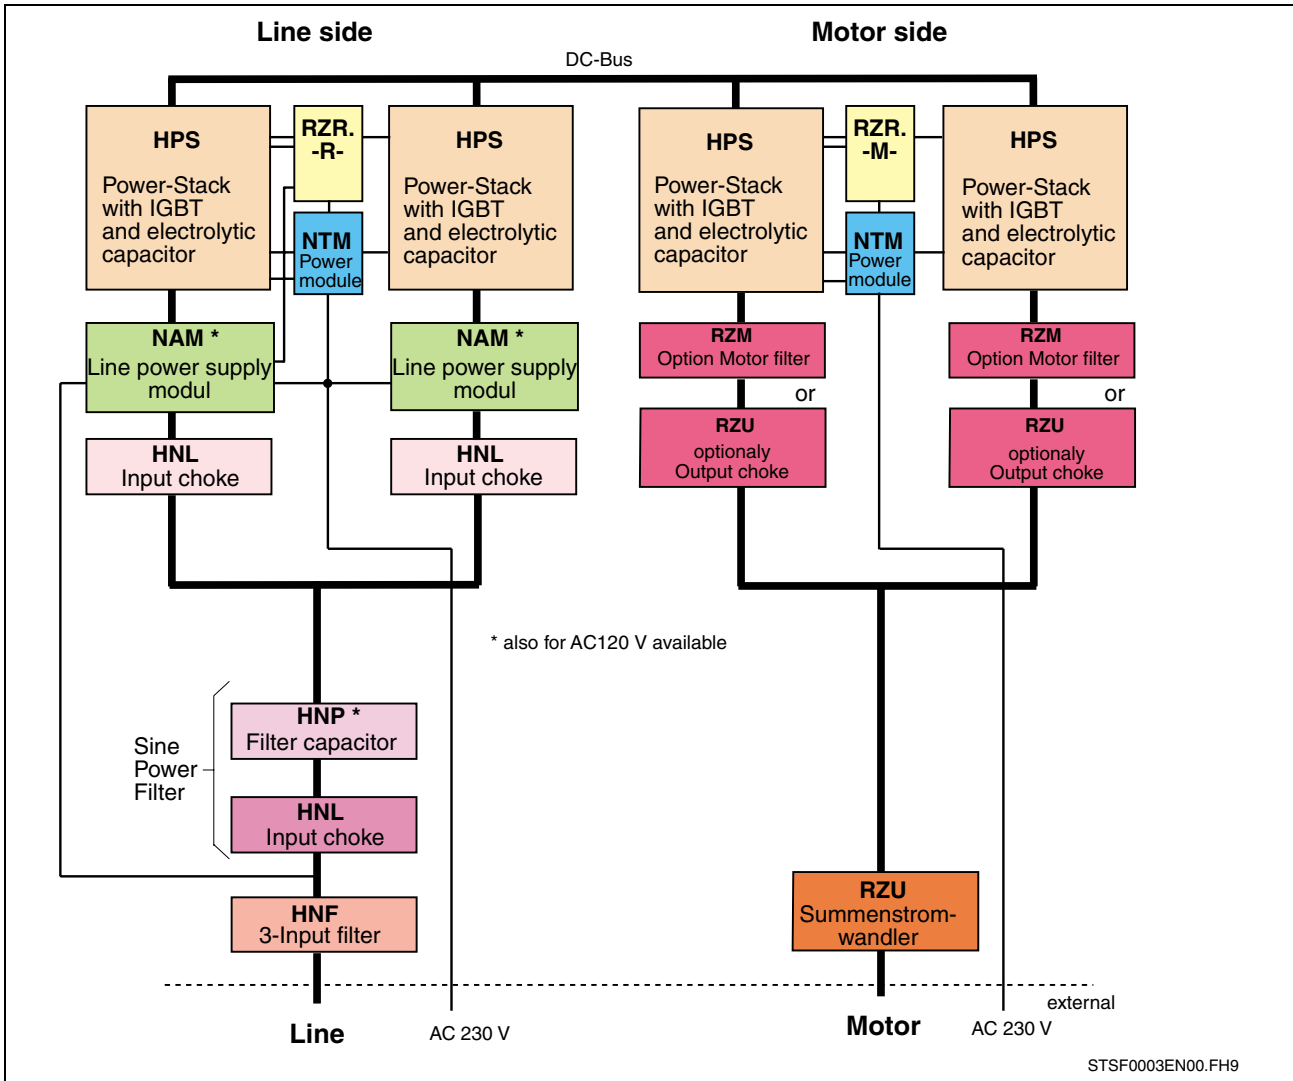 Line side
Motor side
DC-Bus
HPS
Power-Stack
with IGBT
and electrolytic
capacitor
RZR.
-R-
NTM
Power
module
HPS
Power-Stack
with IGBT
and electrolytic
capacitor
HPS
Power-Stack
with IGBT
and electrolytic
capacitor
RZR.
-M-
NTM
Power
module
HPS
Power-Stack
with IGBT
and electrolytic
capacitor
NAM *
Line power supply
modul
NAM *
Line power supply
modul
RZM
Option Motor filter
or
RZM
Option Motor filter
or
HNL
Input choke
HNL
Input choke
RZU
optionaly
Output choke
RZU
optionaly
Output choke
* also for AC120 V available
Sine
Power
Filter
HNP *
Filter capacitor
HNL
Input choke
HNF
3-Input filter
RZU
Summenstrom-
wandler
external
Line
AC 230 V
Motor
AC 230 V
STSF0003EN00.FH9